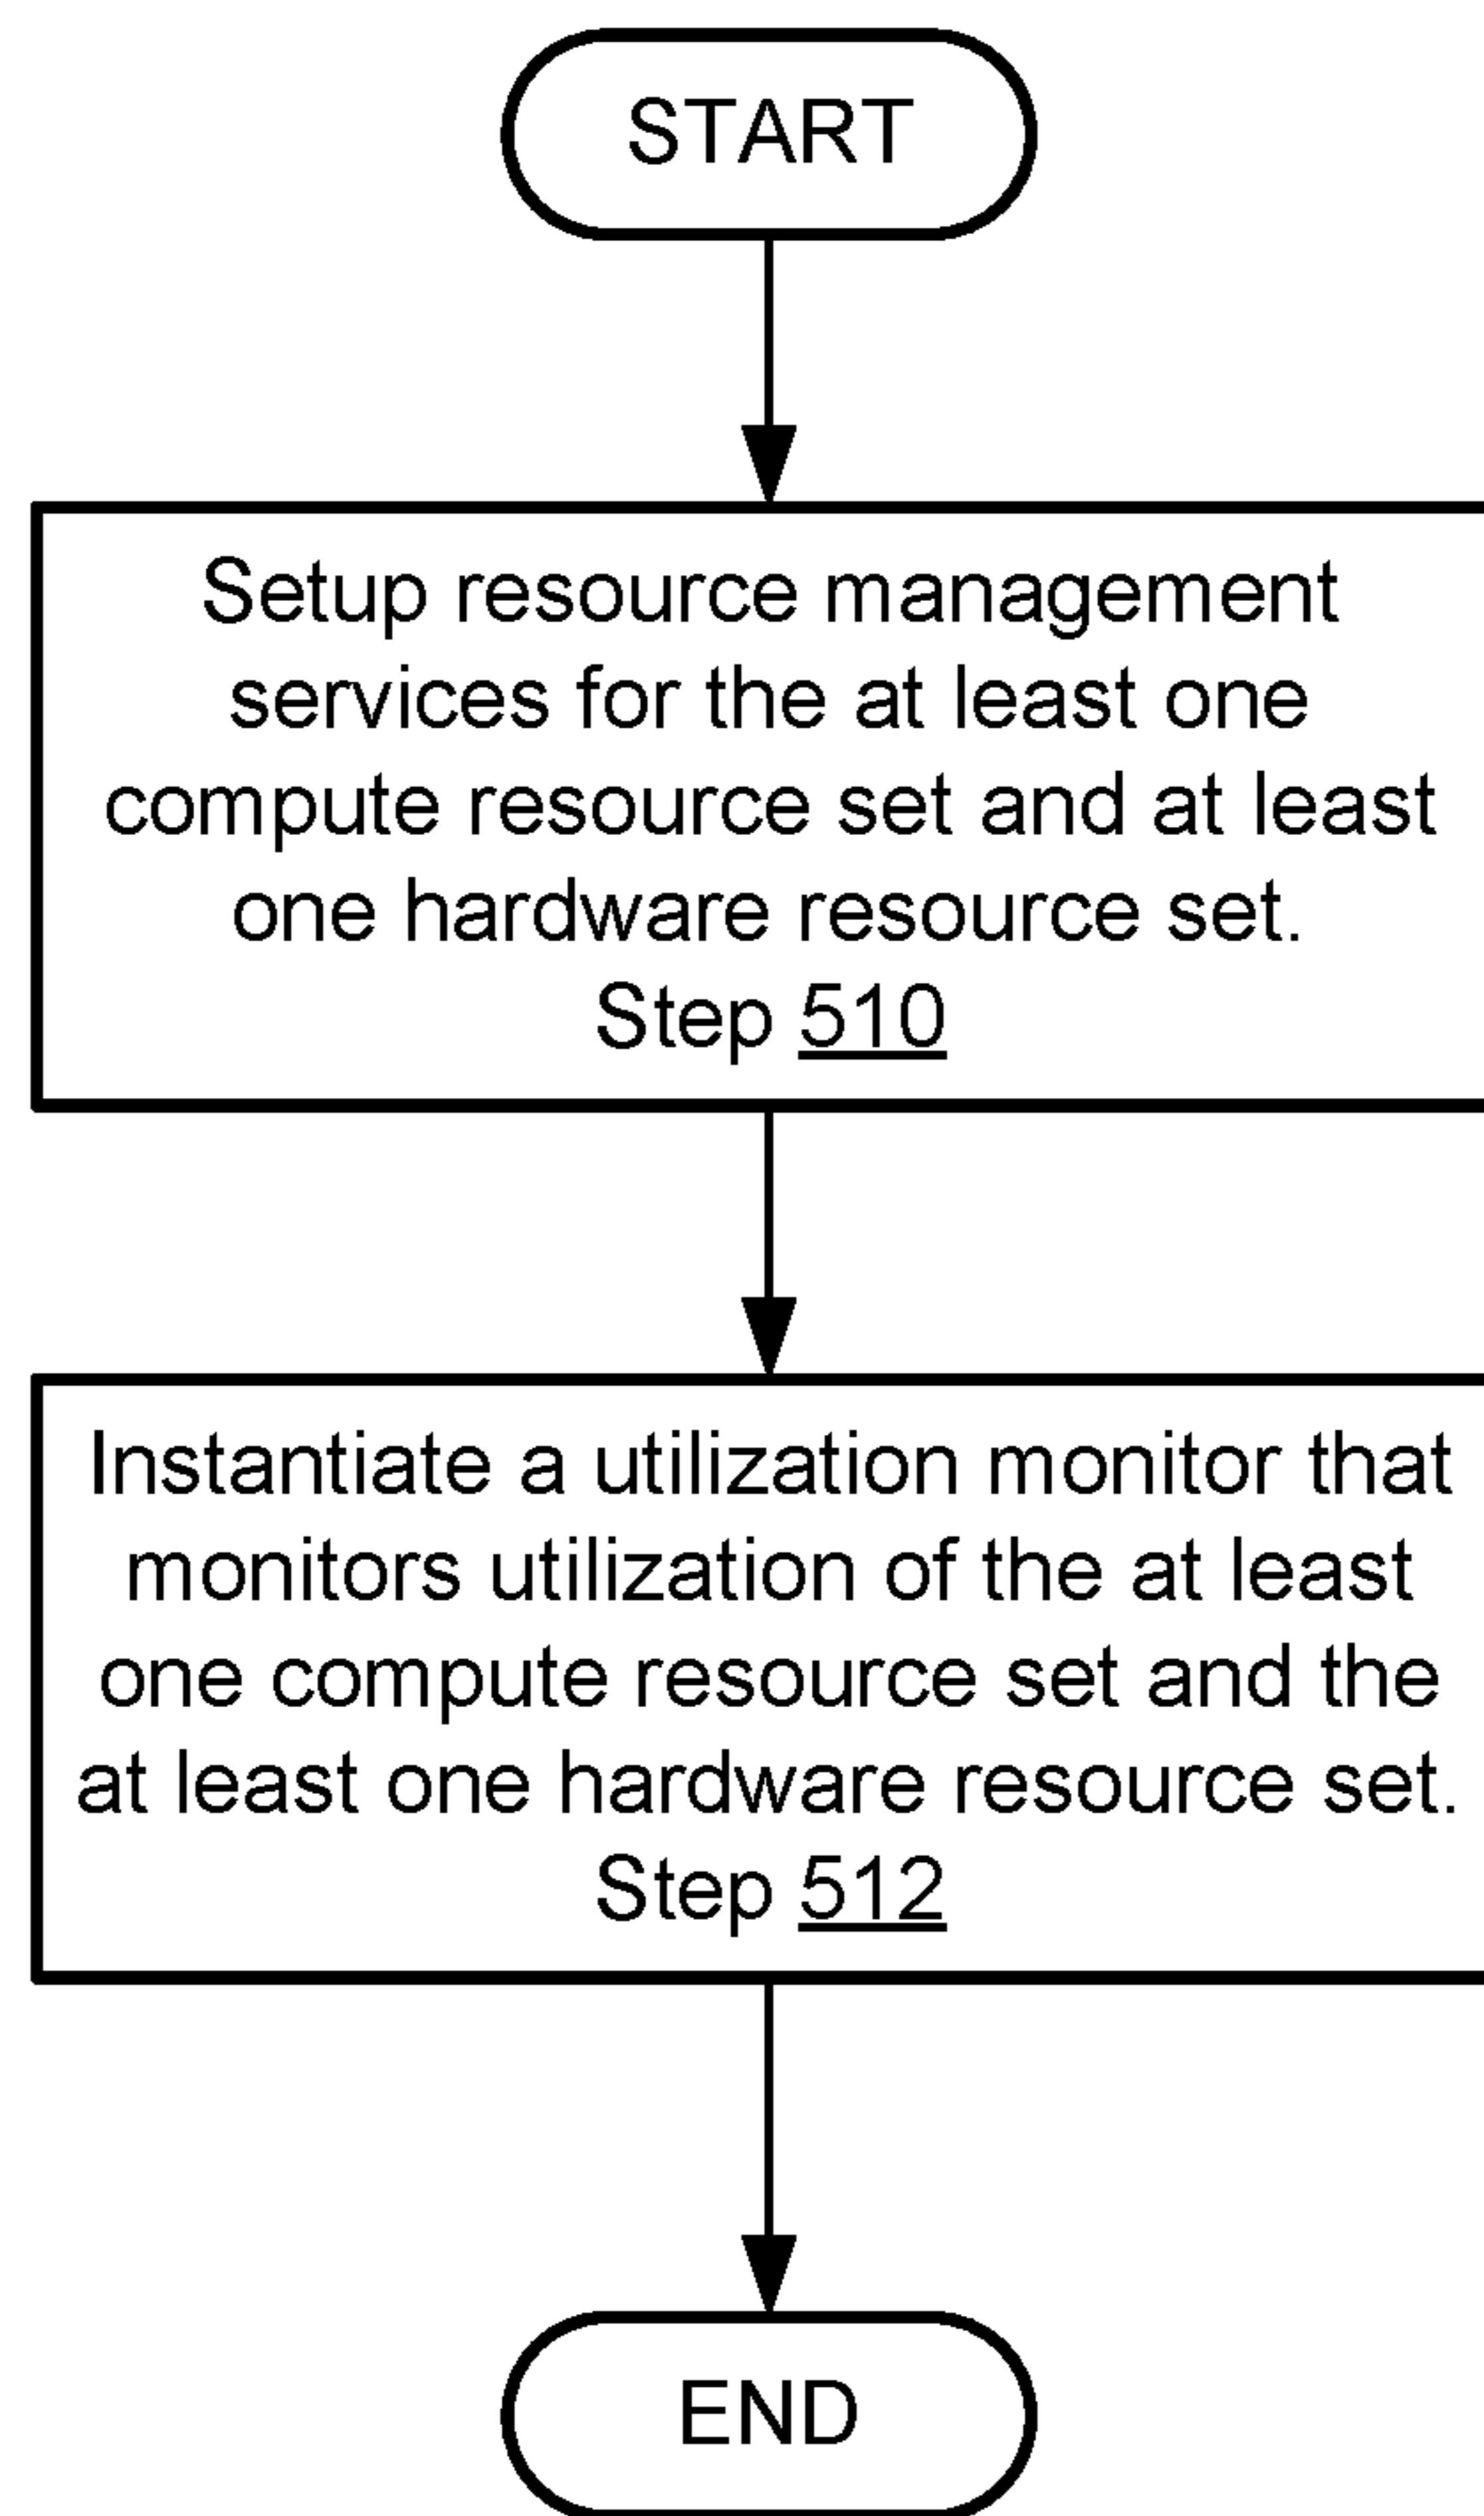 START
Setup resource management
services for the at least one
compute resource set and at least
one hardware resource set.
Step 510
Instantiate a utilization monitor that
monitors utilization of the at least
one compute resource set and the
at least one hardware resource set.
Step 512
END